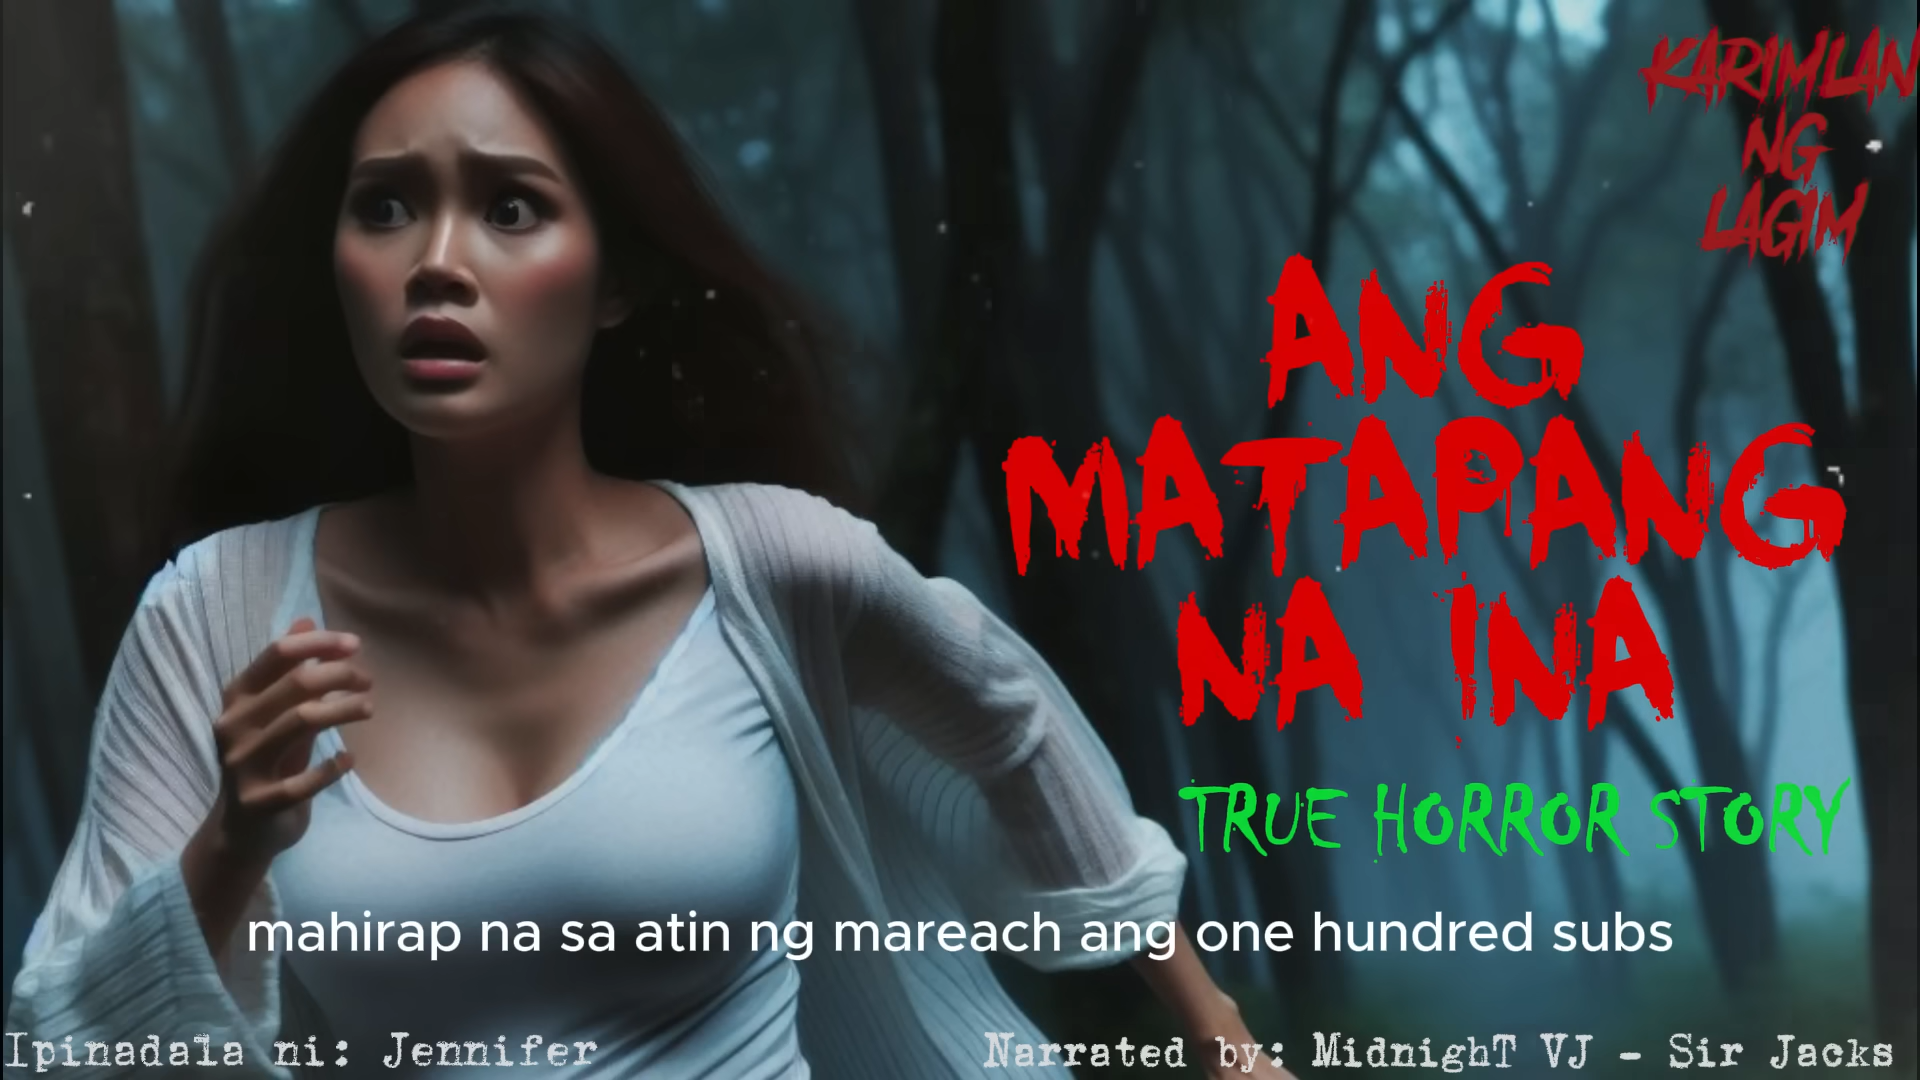 KARIMLAN
NG
LAGIM
ANG
MATAPANG
NA INA
TRUE HORROR STORY
mahirap na sa atin ng mareach ang one hundred subs
Ipinadala ni: Jennifer
Narrated by: MidnighT VJ - Sir Jacks